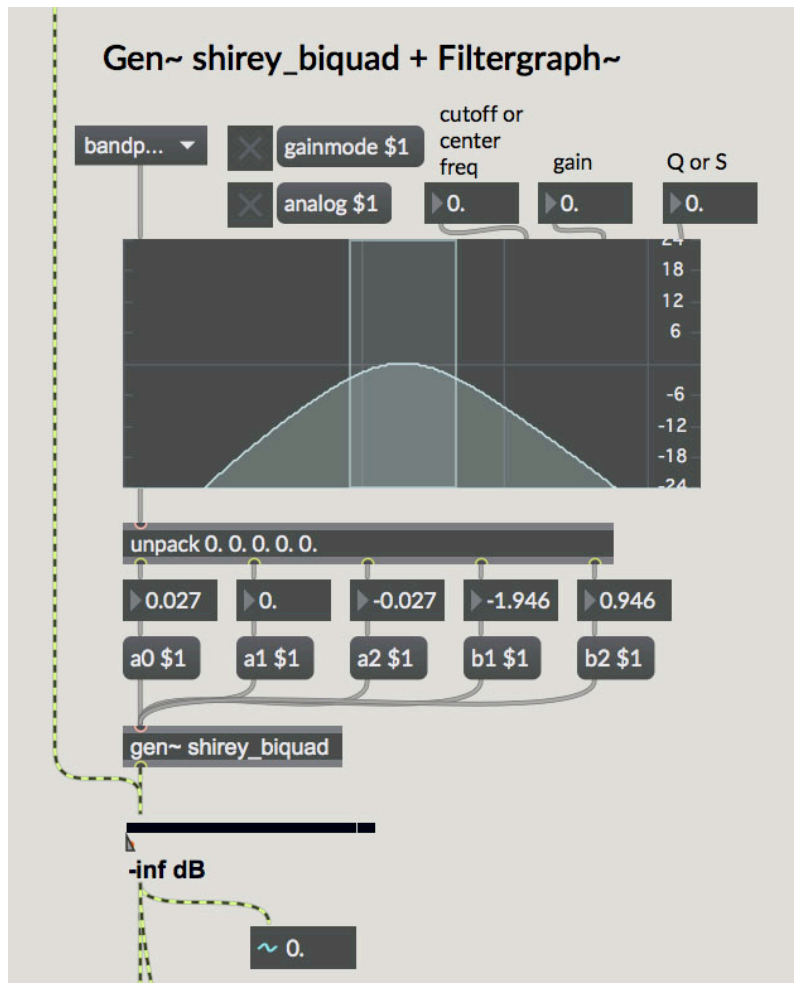 Gen~ shirey_biquad + Filtergraph~
cutoff or
center
freq
gain
Q or S
bandp...
gainmode $1
analog $1
0.
0.
0.
24
18
12
6
-6
-12
-18
-24
unpack 0. 0. 0. 0. 0.
0.027
0.
-0.027
-1.946
0.946
a0 $1
a1 $1
a2 $1
b1 $1
b2 $1
gen~ shirey_biquad
-inf dB
~ 0.